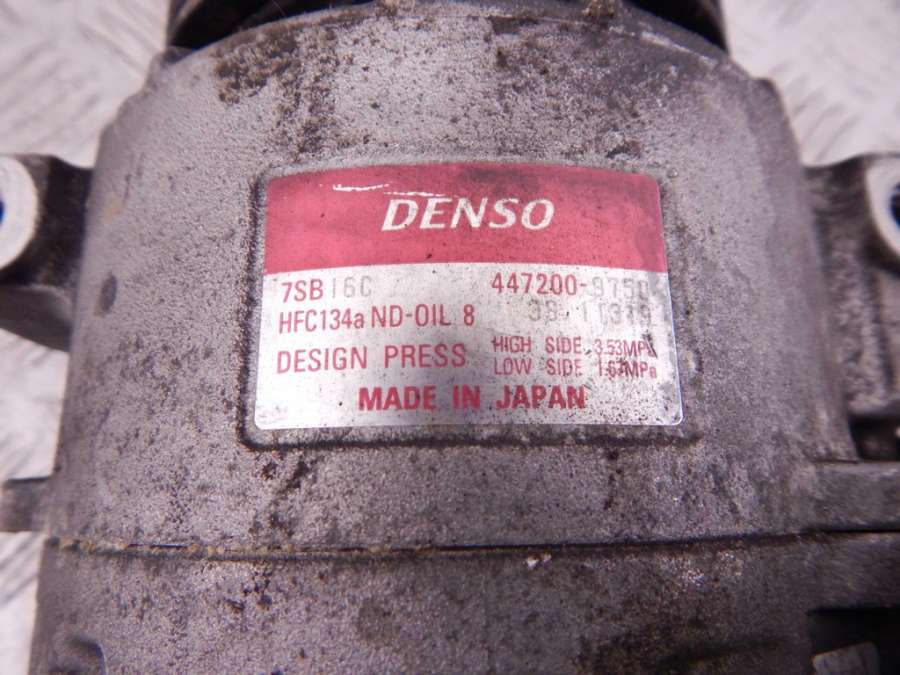 DENSO
7SB16C 447200-9750
HFC134a ND-OIL 8
DESIGN PRESS HIGH SIDE 3.53MPa
LOW SIDE 1.67MPa
MADE IN JAPAN